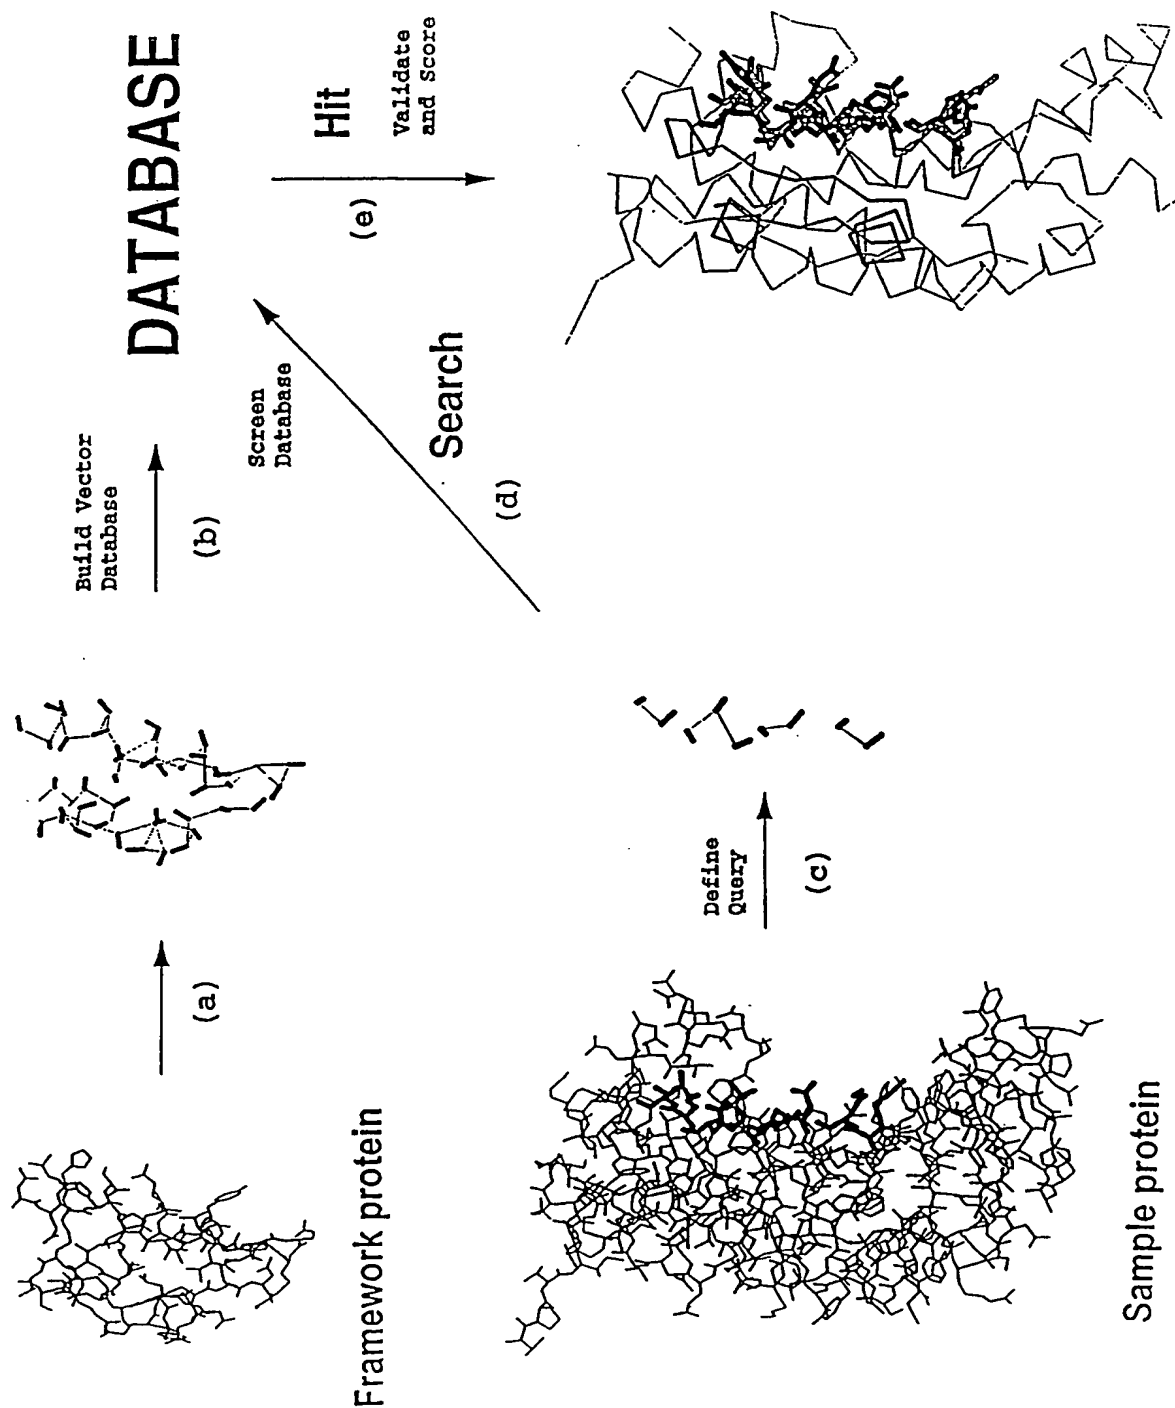 Framework protein
(a)
Build Vector
Database
(b)
DATABASE
Sample protein
Define
Query
(c)
Screen
Database
Search
(d)
Hit
Validate
and Score
(e)